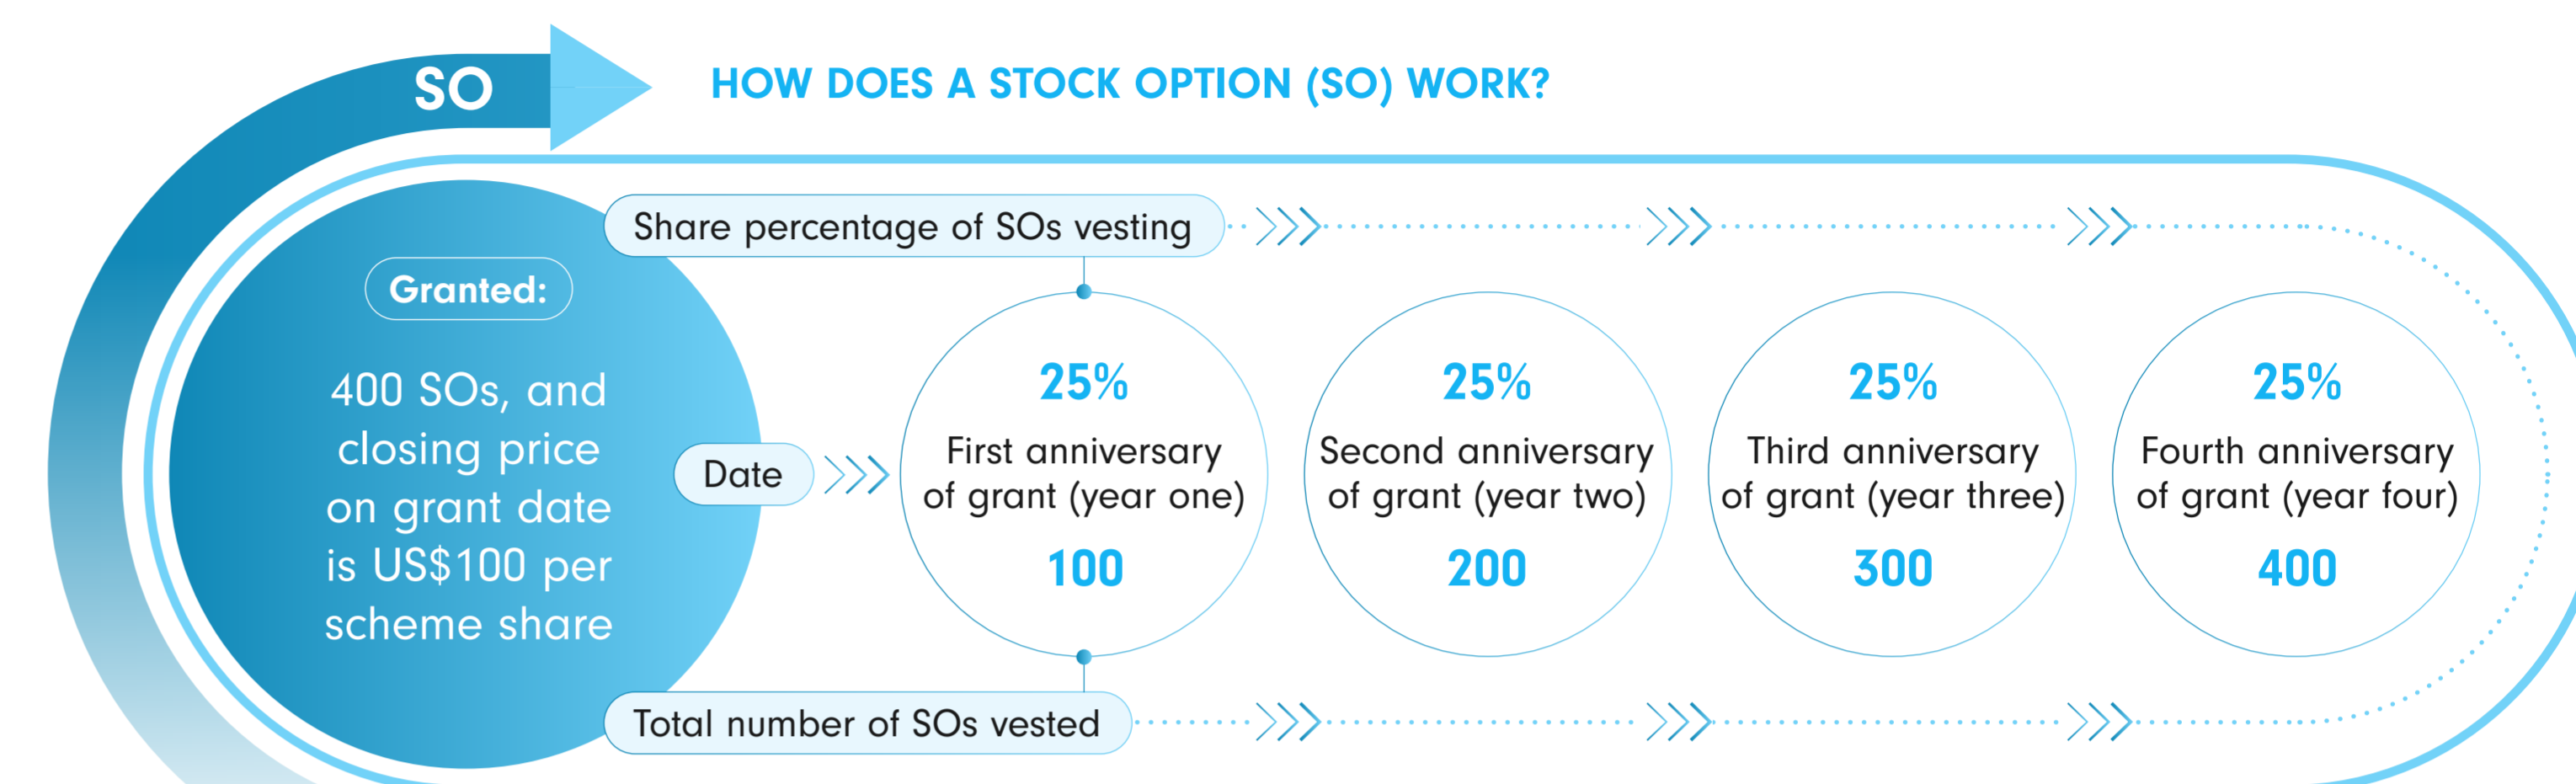 SO
HOW DOES A STOCK OPTION (SO) WORK?
Share percentage of SOs vesting
Granted:
400 SOs, and
closing price
on grant date
is US$100 per
scheme share
Date
25%
First anniversary
of grant (year one)
100
25%
Second anniversary
of grant (year two)
200
25%
Third anniversary
of grant (year three)
300
25%
Fourth anniversary
of grant (year four)
400
Total number of SOs vested